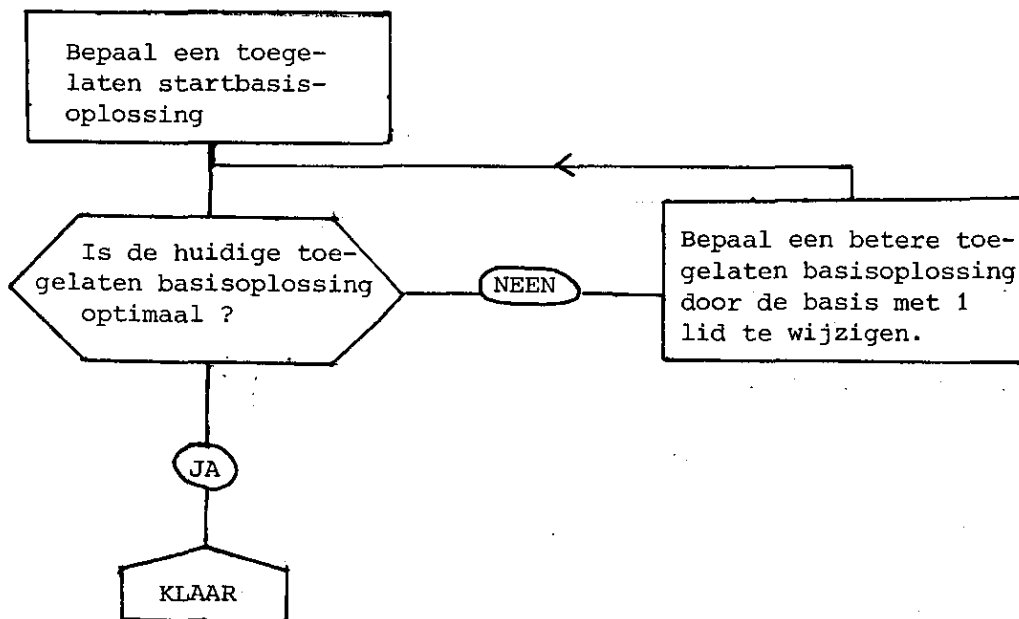 Bepaal een toege-
laten startbasis-
oplossing
Is de huidige toe-
gelaten basisoplossing
optimaal ?
NEEN
Bepaal een betere toe-
gelaten basisoplossing
door de basis met 1
lid te wijzigen.
JA
KLAAR